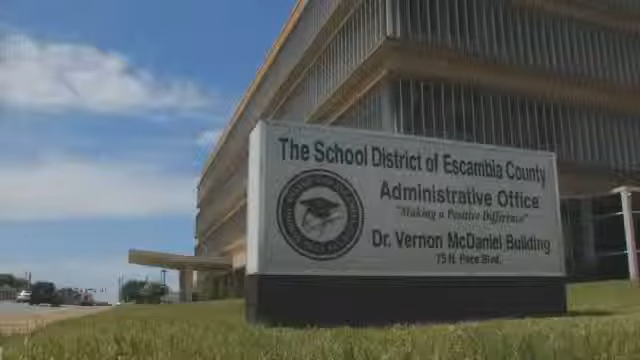 The School District of Escambia County
Administrative Office
"Making a Positive Difference"
Dr. Vernon McDaniel Building
75 N. Pace Blvd.